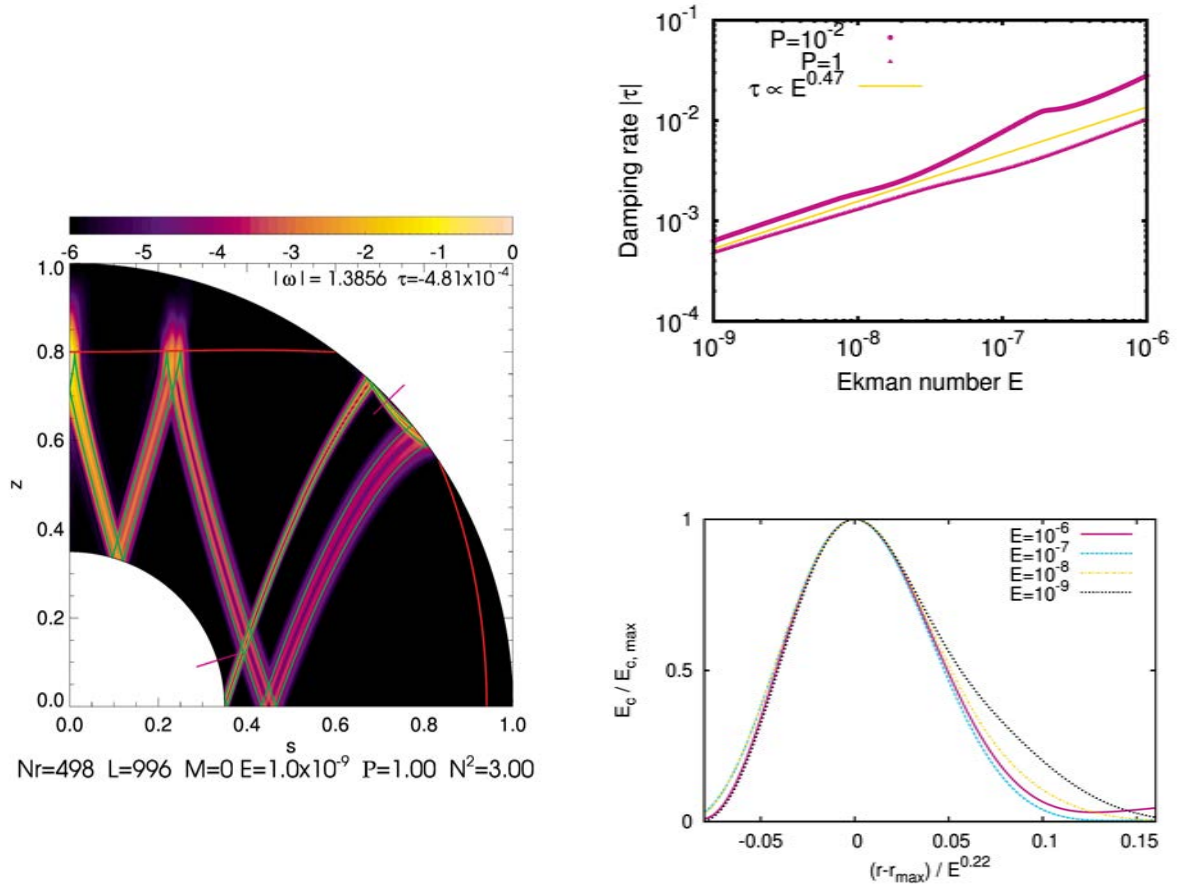 -6 -5 -4 -3 -2 -1 0
|ω| = 1.3856 τ=-4.81x10⁻⁴
1.0
0.8
0.6
z
0.4
0.2
0.0
0.0 0.2 0.4 0.6 0.8 1.0
s
Nr=498 L=996 M=0 E=1.0x10⁻⁹ P=1.00 N²=3.00
10⁻¹
P=10⁻²
P=1
τ ∝ E^0.47
Damping rate |τ|
10⁻²
10⁻³
10⁻⁴
10⁻⁹ 10⁻⁸ 10⁻⁷ 10⁻⁶
Ekman number E
1
E=10⁻⁶
E=10⁻⁷
E=10⁻⁸
E=10⁻⁹
E_c / E_c, max
0.5
0
-0.05 0 0.05 0.1 0.15
(r-r_max) / E^0.22